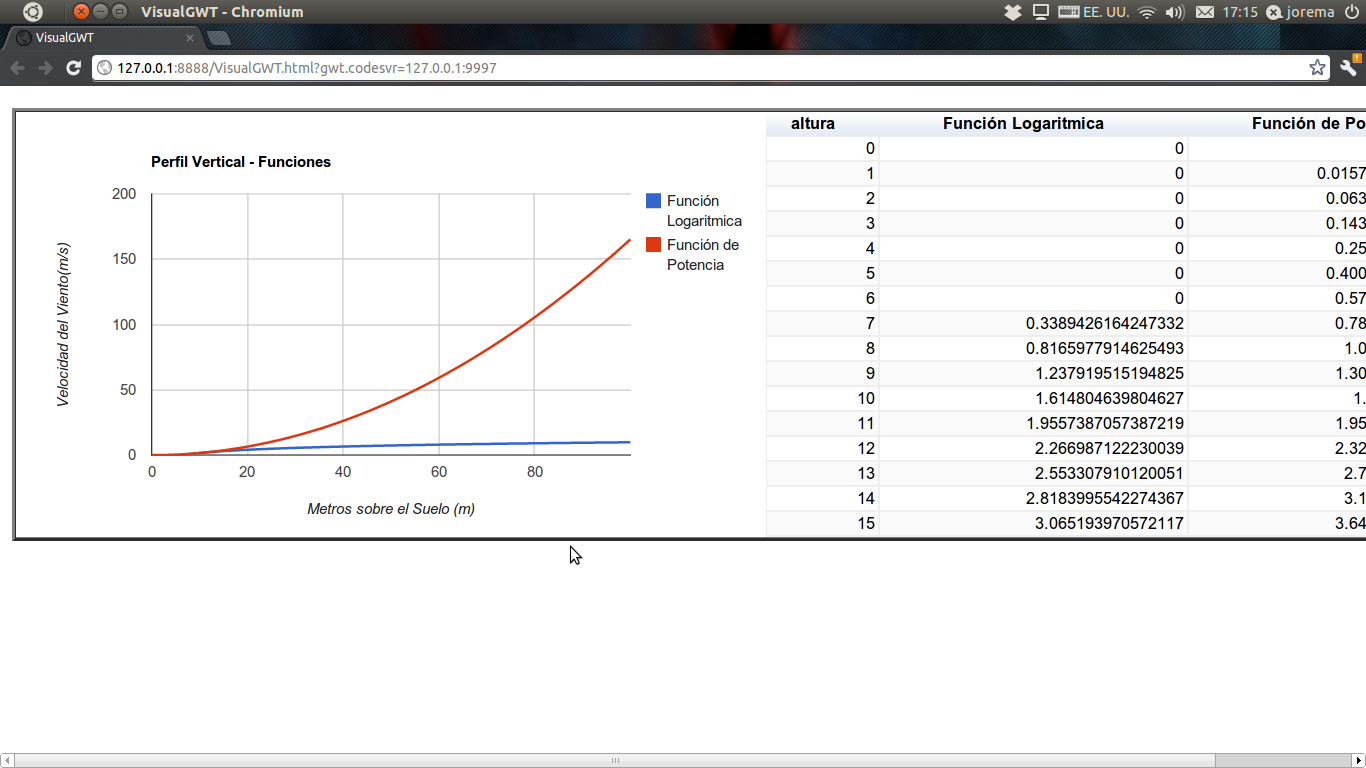 VisualGWT - Chromium
EE. UU.
17:15
jorema
VisualGWT
127.0.0.1:8888/VisualGWT.html?gwt.codesvr=127.0.0.1:9997
Perfil Vertical - Funciones
200
150
100
50
0
Velocidad del Viento(m/s)
0 20 40 60 80
Metros sobre el Suelo (m)
Función
Logaritmica
Función de
Potencia
altura Función Logaritmica Función de Po
0 0
1 0 0.0157
2 0 0.063
3 0 0.143
4 0 0.25
5 0 0.400
6 0 0.57
7 0.3389426164247332 0.78
8 0.8165977914625493 1.0
9 1.237919515194825 1.30
10 1.614804639804627 1.
11 1.9557387057387219 1.95
12 2.266987122230039 2.32
13 2.553307910120051 2.7
14 2.8183995542274367 3.1
15 3.065193970572117 3.64